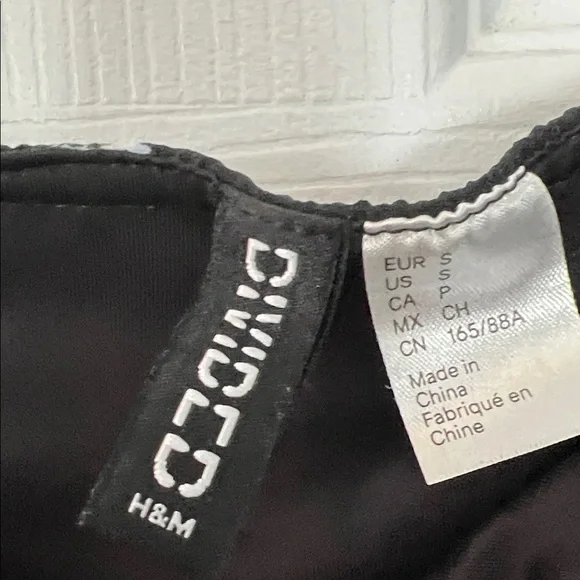 DIVIDED
H&M
EUR S
US S
CA P
MX CH
CN 165/88A
Made in
China
Fabriqué en
Chine